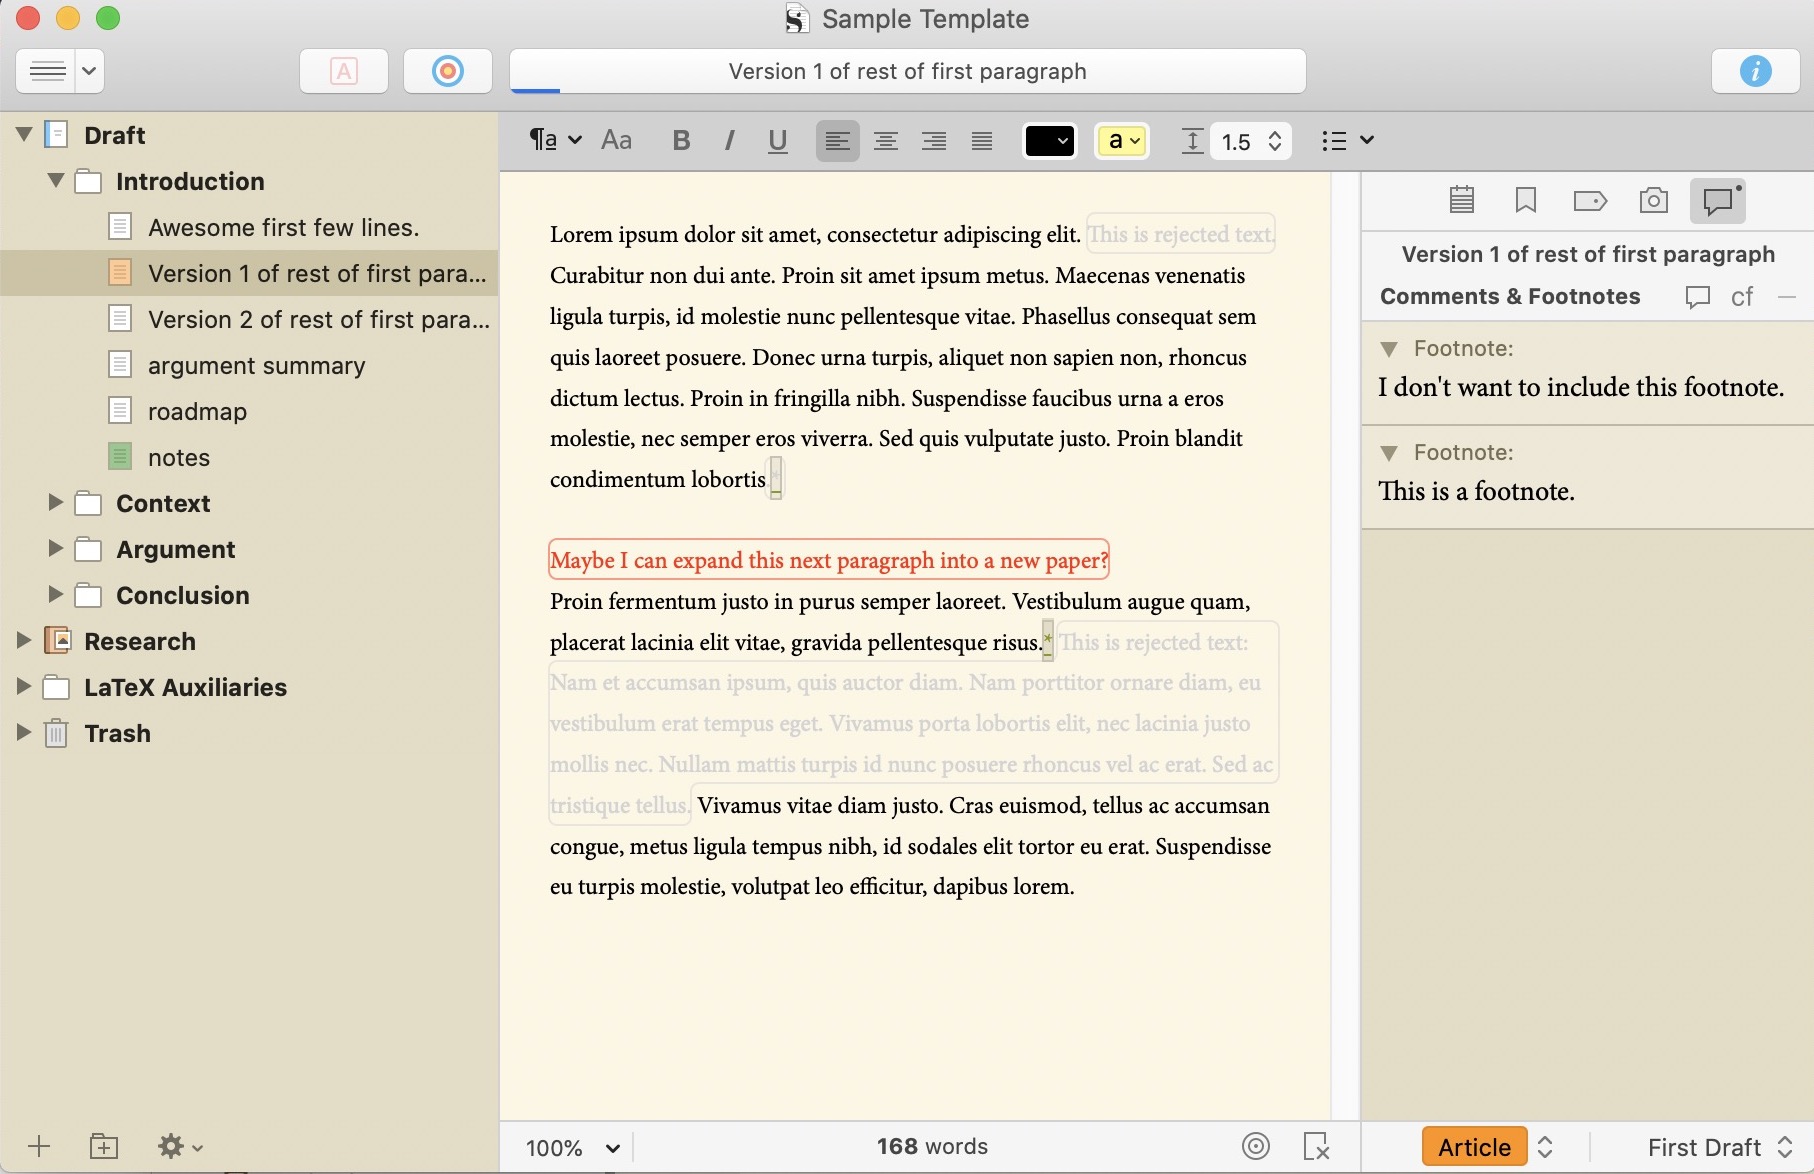 Sample Template
A
Version 1 of rest of first paragraph
i
Draft
Introduction
Awesome first few lines.
Version 1 of rest of first para...
Version 2 of rest of first para...
argument summary
roadmap
notes
Context
Argument
Conclusion
Research
LaTeX Auxiliaries
Trash
¶a Aa B I U a 1.5
Lorem ipsum dolor sit amet, consectetur adipiscing elit. This is rejected text.
Curabitur non dui ante. Proin sit amet ipsum metus. Maecenas venenatis
ligula turpis, id molestie nunc pellentesque vitae. Phasellus consequat sem
quis laoreet posuere. Donec urna turpis, aliquet non sapien non, rhoncus
dictum lectus. Proin in fringilla nibh. Suspendisse faucibus urna a eros
molestie, nec semper eros viverra. Sed quis vulputate justo. Proin blandit
condimentum lobortis.*
Maybe I can expand this next paragraph into a new paper?
Proin fermentum justo in purus semper laoreet. Vestibulum augue quam,
placerat lacinia elit vitae, gravida pellentesque risus.* This is rejected text:
Nam et accumsan ipsum, quis auctor diam. Nam porttitor ornare diam, eu
vestibulum erat tempus eget. Vivamus porta lobortis elit, nec lacinia justo
mollis nec. Nullam mattis turpis id nunc posuere rhoncus vel ac erat. Sed ac
tristique tellus. Vivamus vitae diam justo. Cras euismod, tellus ac accumsan
congue, metus ligula tempus nibh, id sodales elit tortor eu erat. Suspendisse
eu turpis molestie, volutpat leo efficitur, dapibus lorem.
100%
168 words
Version 1 of rest of first paragraph
Comments & Footnotes cf
Footnote:
I don't want to include this footnote.
Footnote:
This is a footnote.
Article
First Draft